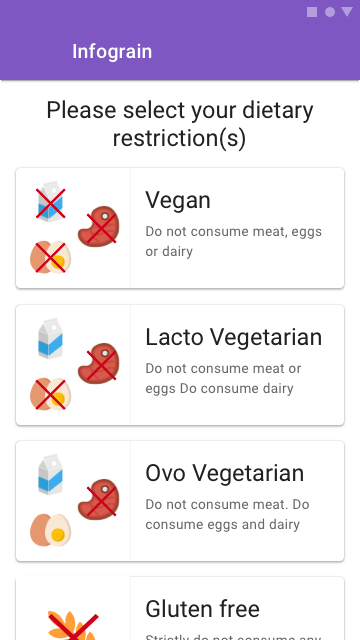 Infograin
Please select your dietary
restriction(s)
Vegan
Do not consume meat, eggs
or dairy
Lacto Vegetarian
Do not consume meat or
eggs Do consume dairy
Ovo Vegetarian
Do not consume meat. Do
consume eggs and dairy
Gluten free
Strictly do not consume any